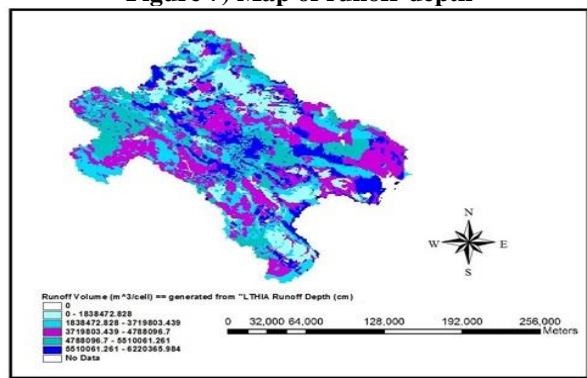 Figure 7) Map of runoff depth
N
W E
S
Runoff Volume (m^3/cell) == generated from "LTHIA Runoff Depth (cm)
0
0 - 1838472.828
1838472.828 - 3719803.439
3719803.439 - 4788096.7
4788096.7 - 5510061.261
5510061.261 - 6220365.984
No Data
0 32,000 64,000 128,000 192,000 256,000
Meters